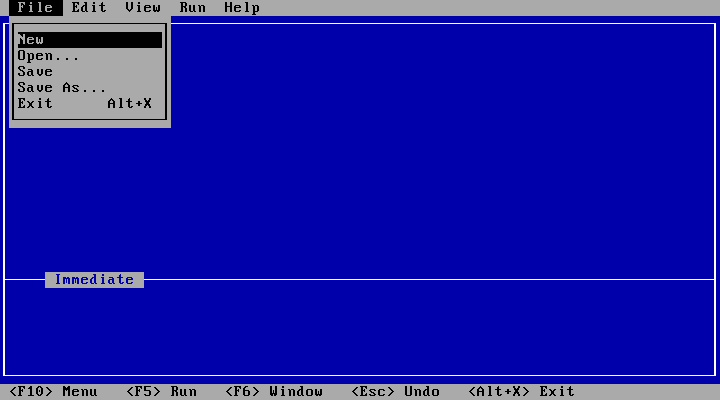 File Edit View Run Help
New
Open...
Save
Save As...
Exit Alt+X
Immediate
<F10> Menu <F5> Run <F6> Window <Esc> Undo <Alt+X> Exit